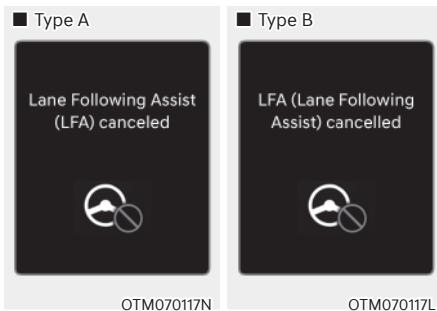 ■ Type A
Lane Following Assist
(LFA) canceled
OTM070117N
■ Type B
LFA (Lane Following
Assist) cancelled
OTM070117L